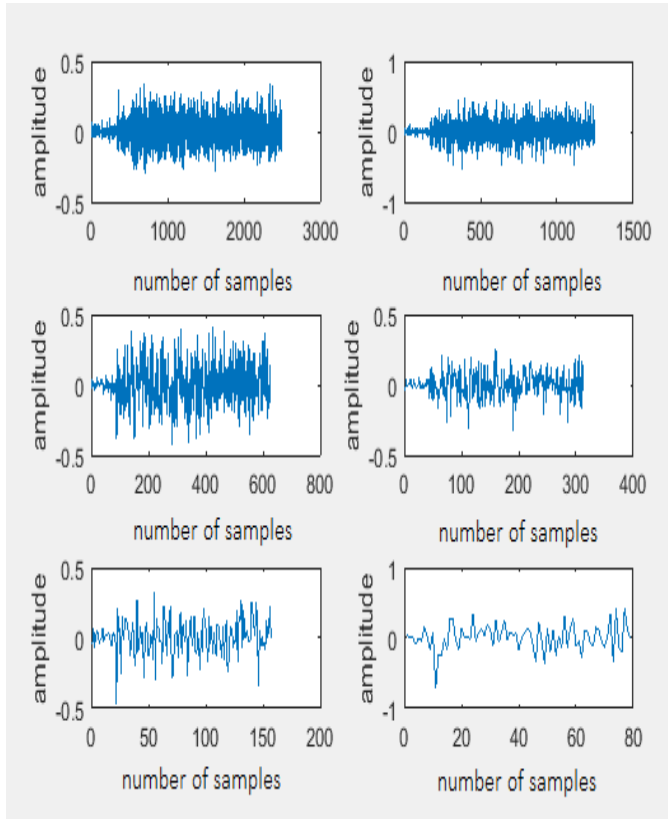 0.5
0
-0.5
amplitude
0 1000 2000 3000
number of samples
1
0
-1
amplitude
0 500 1000 1500
number of samples
0.5
0
-0.5
amplitude
0 200 400 600 800
number of samples
0.5
0
-0.5
amplitude
0 100 200 300 400
number of samples
0.5
0
-0.5
amplitude
0 50 100 150 200
number of samples
1
0
-1
amplitude
0 20 40 60 80
number of samples